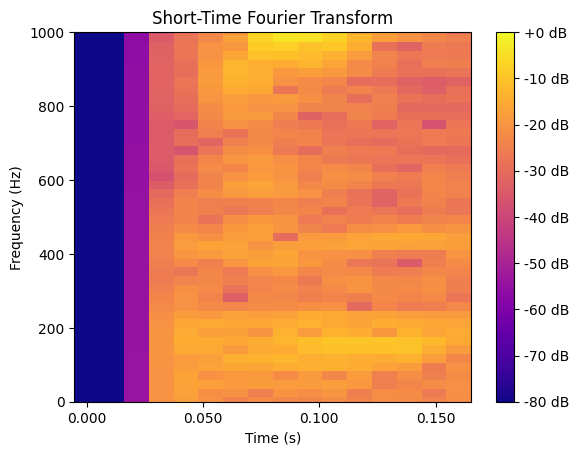 Short-Time Fourier Transform
1000
800
600
400
200
0
Frequency (Hz)
0.000
0.050
0.100
0.150
Time (s)
+0 dB
-10 dB
-20 dB
-30 dB
-40 dB
-50 dB
-60 dB
-70 dB
-80 dB